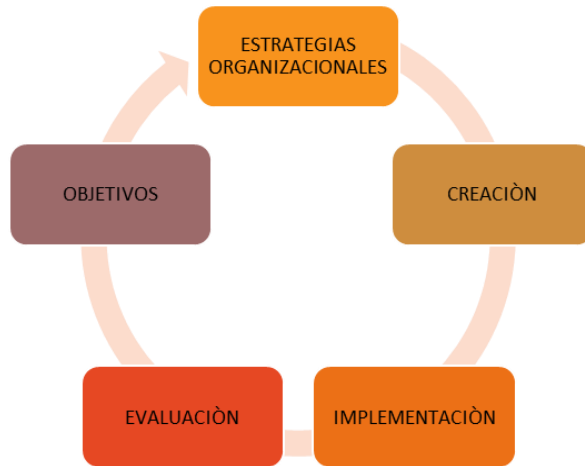 ESTRATEGIAS
ORGANIZACIONALES
CREACIÒN
IMPLEMENTACIÒN
EVALUACIÒN
OBJETIVOS